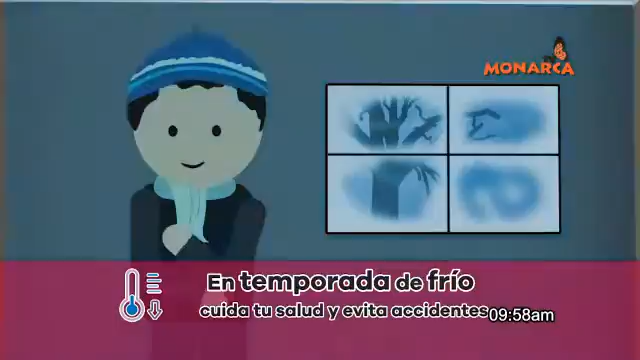 MONARCA
En temporada de frío
cuida tu salud y evita accidentes
09:58am